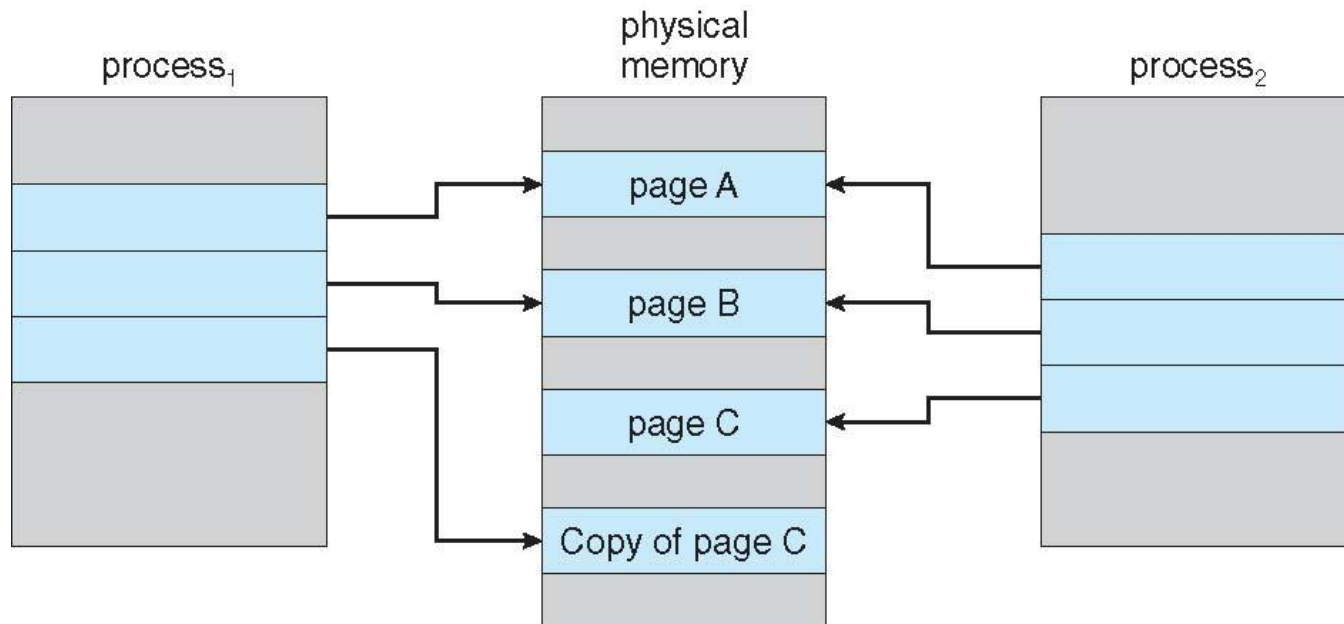 physical
memory
process₁
process₂
page A
page B
page C
Copy of page C